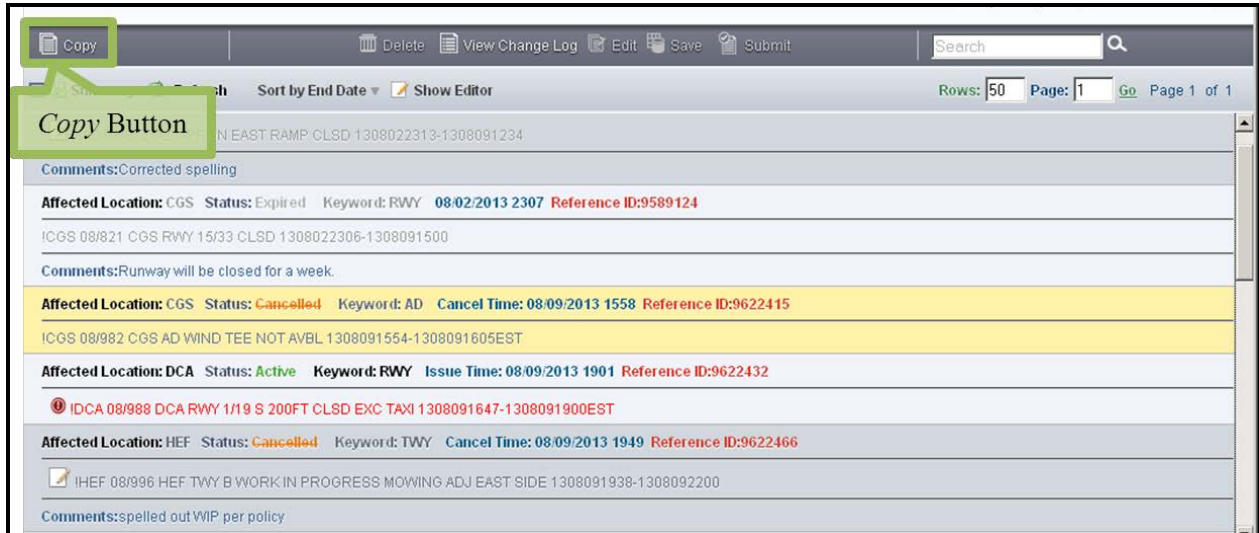 Copy Delete View Change Log Edit Save Submit Search
Sort by End Date Show Editor Rows: 50 Page: 1 Go Page 1 of 1
Copy Button
N EAST RAMP CLSD 1308022313-1308091234
Comments:Corrected spelling
Affected Location: CGS Status: Expired Keyword: RWY 08/02/2013 2307 Reference ID:9589124
!CGS 08/821 CGS RWY 15/33 CLSD 1308022306-1308091500
Comments:Runway will be closed for a week.
Affected Location: CGS Status: Cancelled Keyword: AD Cancel Time: 08/09/2013 1558 Reference ID:9622415
!CGS 08/982 CGS AD WIND TEE NOT AVBL 1308091554-1308091605EST
Affected Location: DCA Status: Active Keyword: RWY Issue Time: 08/09/2013 1901 Reference ID:9622432
!DCA 08/988 DCA RWY 1/19 S 200FT CLSD EXC TAXI 1308091647-1308091900EST
Affected Location: HEF Status: Cancelled Keyword: TWY Cancel Time: 08/09/2013 1949 Reference ID:9622466
!HEF 08/996 HEF TWY B WORK IN PROGRESS MOWING ADJ EAST SIDE 1308091938-1308092200
Comments:spelled out WIP per policy